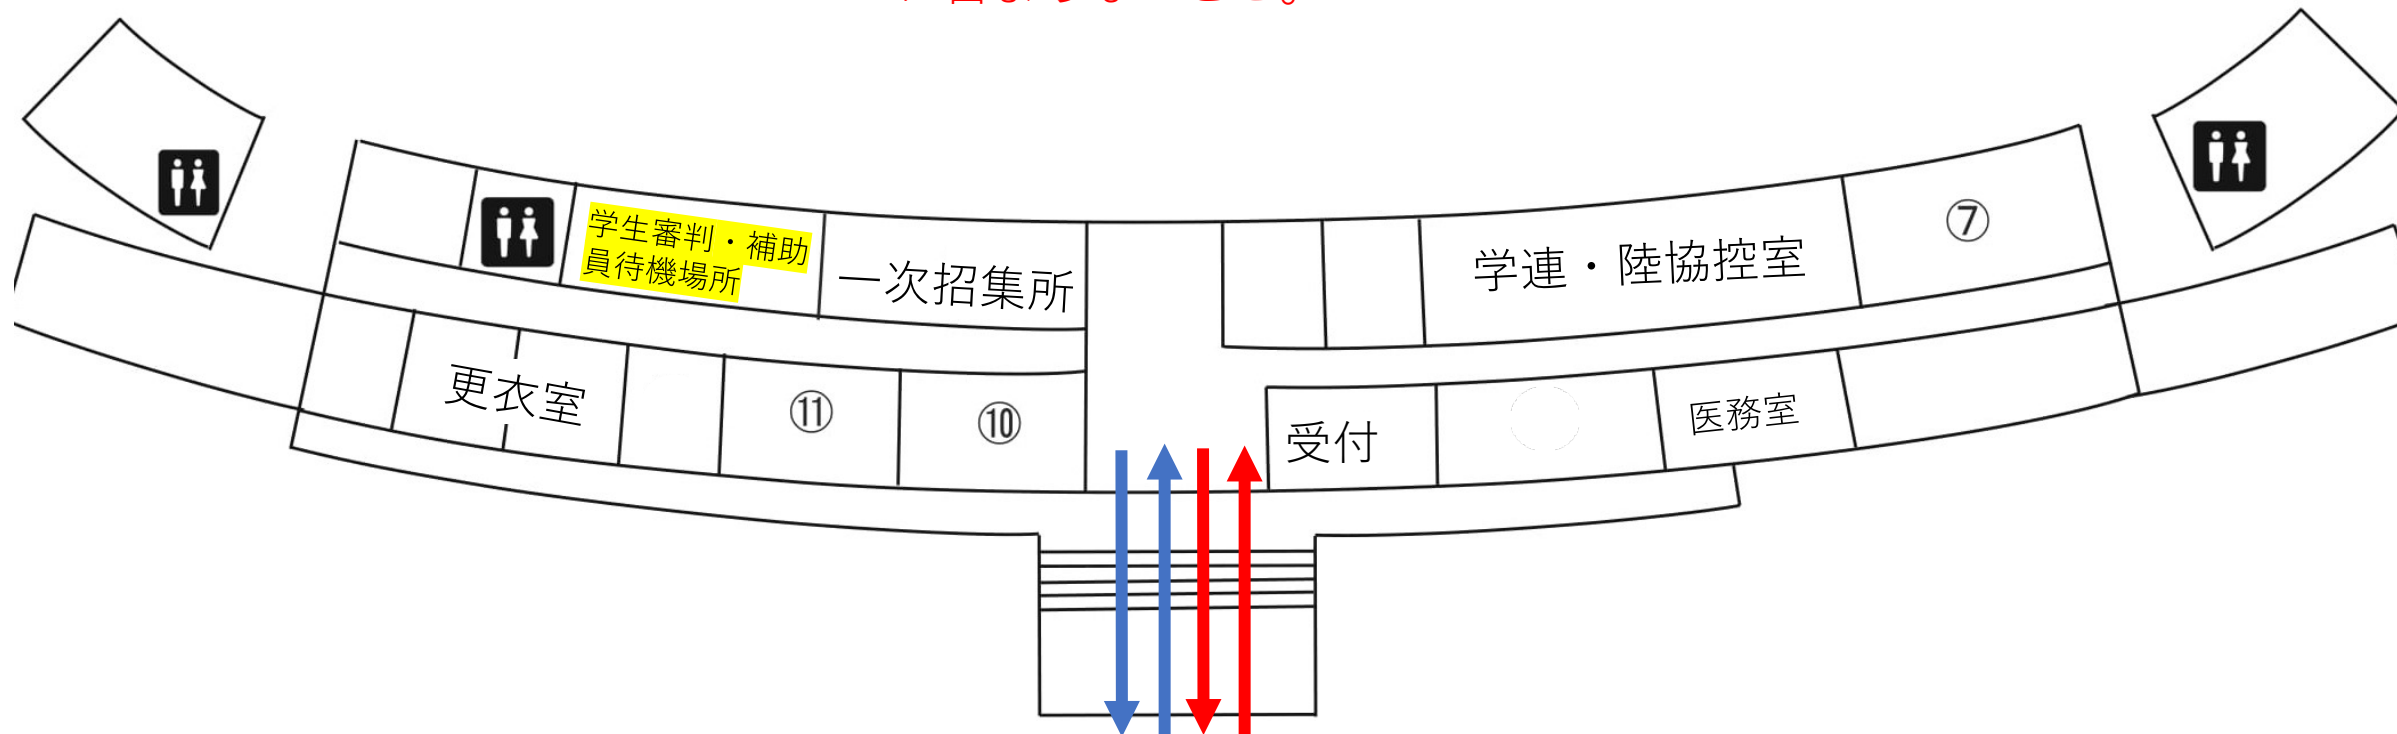 学生審判・補助
員待機場所
一次招集所
学連・陸協控室
⑦
更衣室
⑪
⑩
受付
医務室